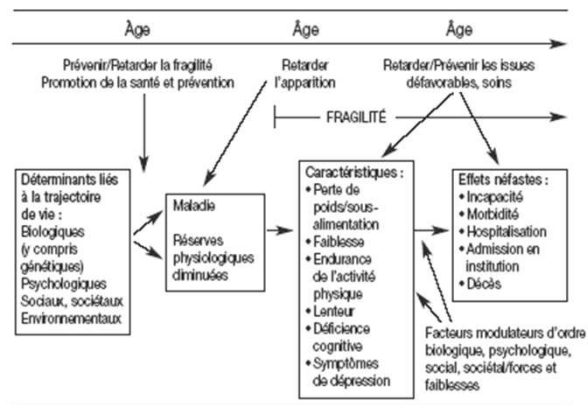 Âge
Âge
Âge
Prévenir/Retarder la fragilité
Promotion de la santé et prévention
Retarder
l'apparition
Retarder/Prévenir les issues
défavorables, soins
FRAGILITÉ
Déterminants liés
à la trajectoire
de vie :
Biologiques
(y compris
génétiques)
Psychologiques
Sociaux, sociétaux
Environnementaux
Maladie
Réserves
physiologiques
diminuées
Caractéristiques :
• Perte de
poids/sous-
alimentation
• Faiblesse
• Endurance
de l'activité
physique
• Lenteur
• Déficience
cognitive
• Symptômes
de dépression
Effets néfastes :
• Incapacité
• Morbidité
• Hospitalisation
• Admission en
institution
• Décès
Facteurs modulateurs d'ordre
biologique, psychologique,
social, sociétal/forces et
faiblesses